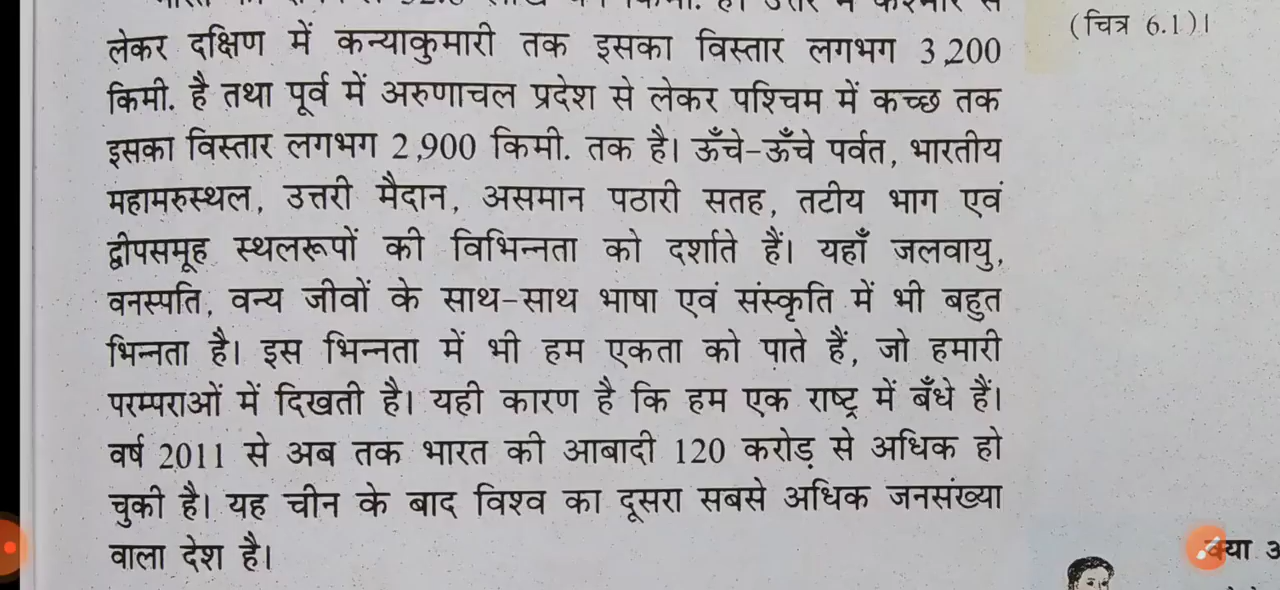 लेकर दक्षिण में कन्याकुमारी तक इसका विस्तार लगभग 3,200
किमी. है तथा पूर्व में अरुणाचल प्रदेश से लेकर पश्चिम में कच्छ तक
इसका विस्तार लगभग 2,900 किमी. तक है। ऊँचे-ऊँचे पर्वत, भारतीय
महामरुस्थल, उत्तरी मैदान, असमान पठारी सतह, तटीय भाग एवं
द्वीपसमूह स्थलरूपों की विभिन्नता को दर्शाते हैं। यहाँ जलवायु,
वनस्पति, वन्य जीवों के साथ-साथ भाषा एवं संस्कृति में भी बहुत
भिन्नता है। इस भिन्नता में भी हम एकता को पाते हैं, जो हमारी
परम्पराओं में दिखती है। यही कारण है कि हम एक राष्ट्र में बँधे हैं।
वर्ष 2011 से अब तक भारत की आबादी 120 करोड़ से अधिक हो
चुकी है। यह चीन के बाद विश्व का दूसरा सबसे अधिक जनसंख्या
वाला देश है।
(चित्र 6.1)।
क्या